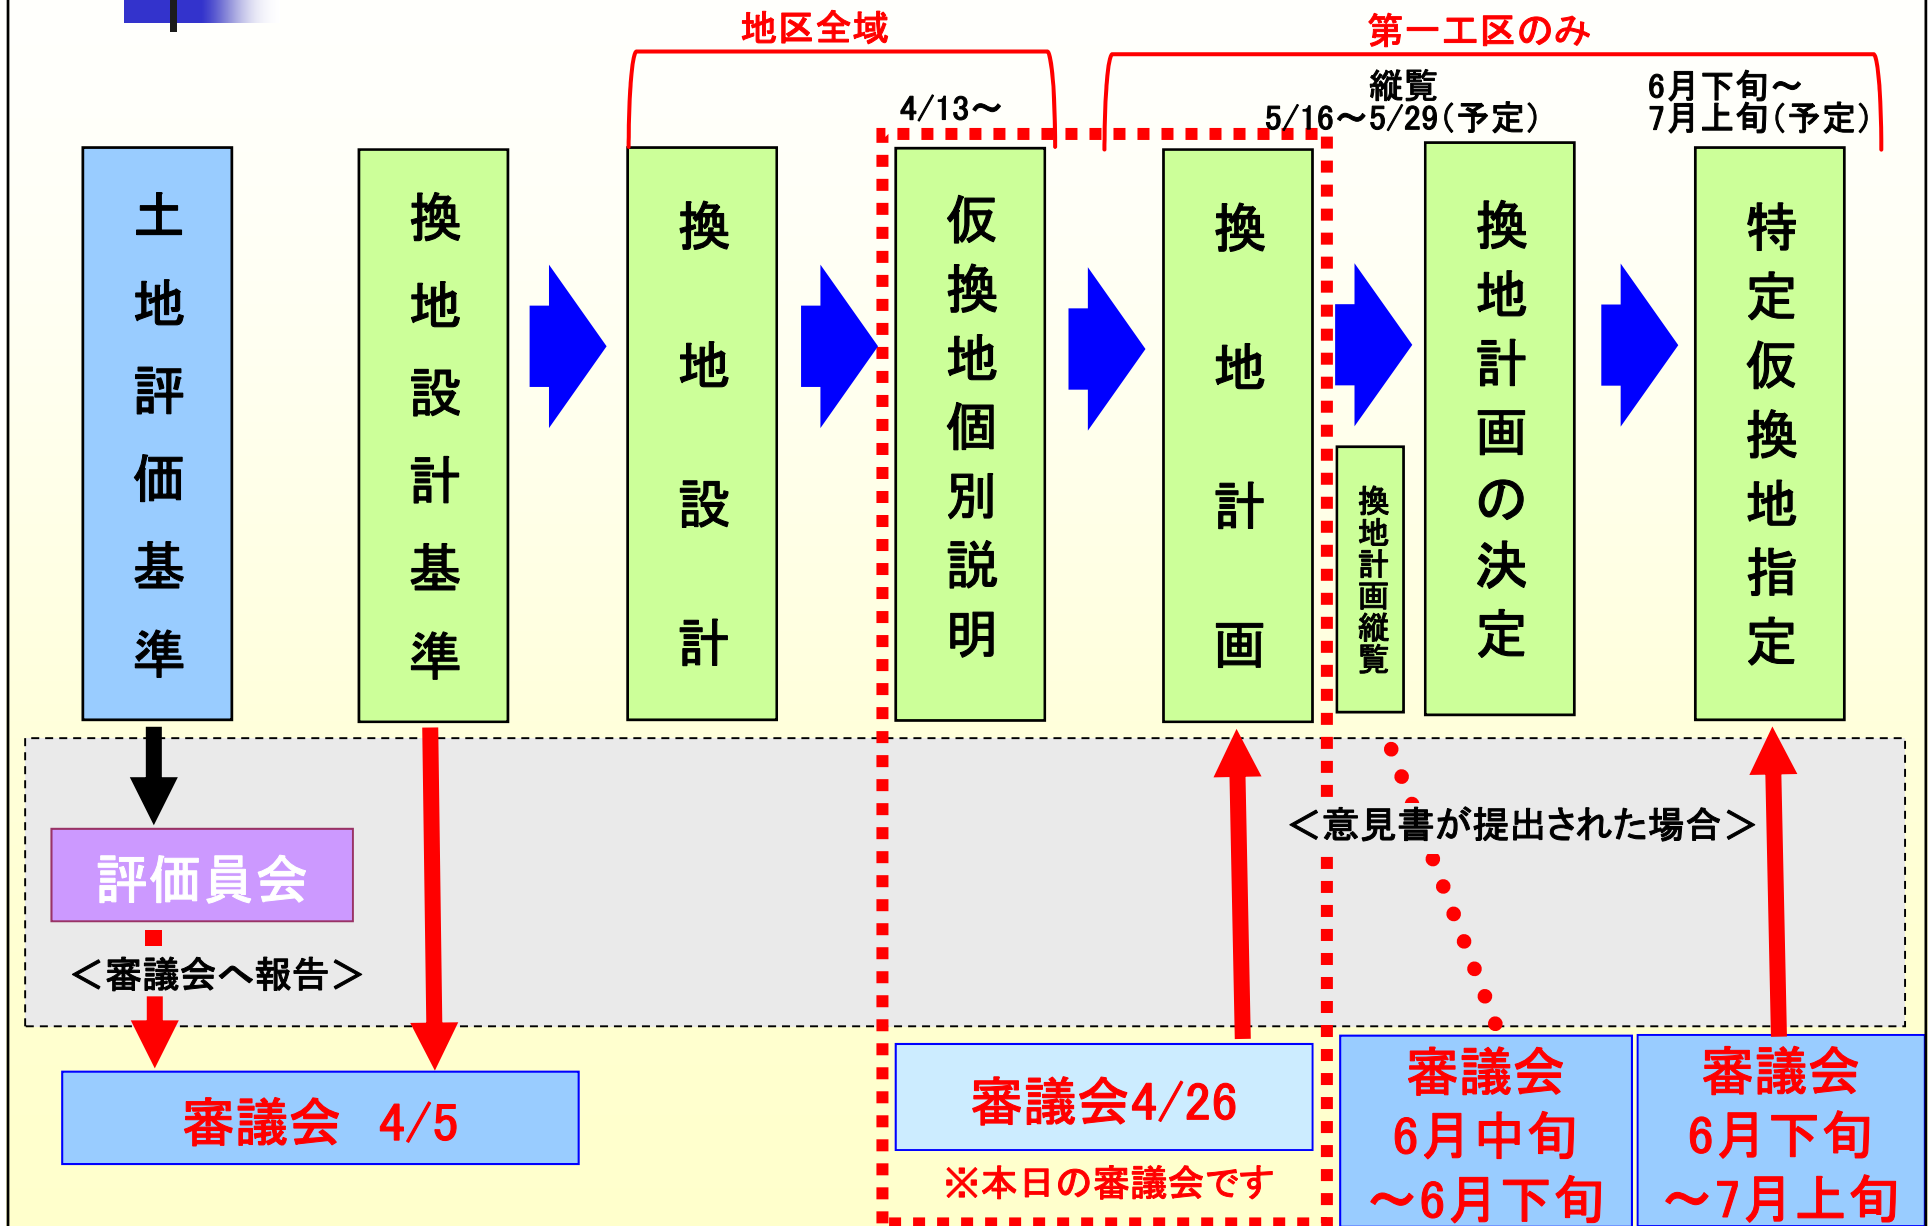 地区全域
第一工区のみ
4/13～
縦覧
5/16～5/29(予定)
6月下旬～
7月上旬(予定)
土地評価基準
換地設計基準
換地設計
仮換地個別説明
換地計画
換地計画縦覧
換地計画の決定
特定仮換地指定
＜意見書が提出された場合＞
評価員会
＜審議会へ報告＞
審議会 4/5
審議会4/26
※本日の審議会です
審議会
6月中旬
～6月下旬
審議会
6月下旬
～7月上旬